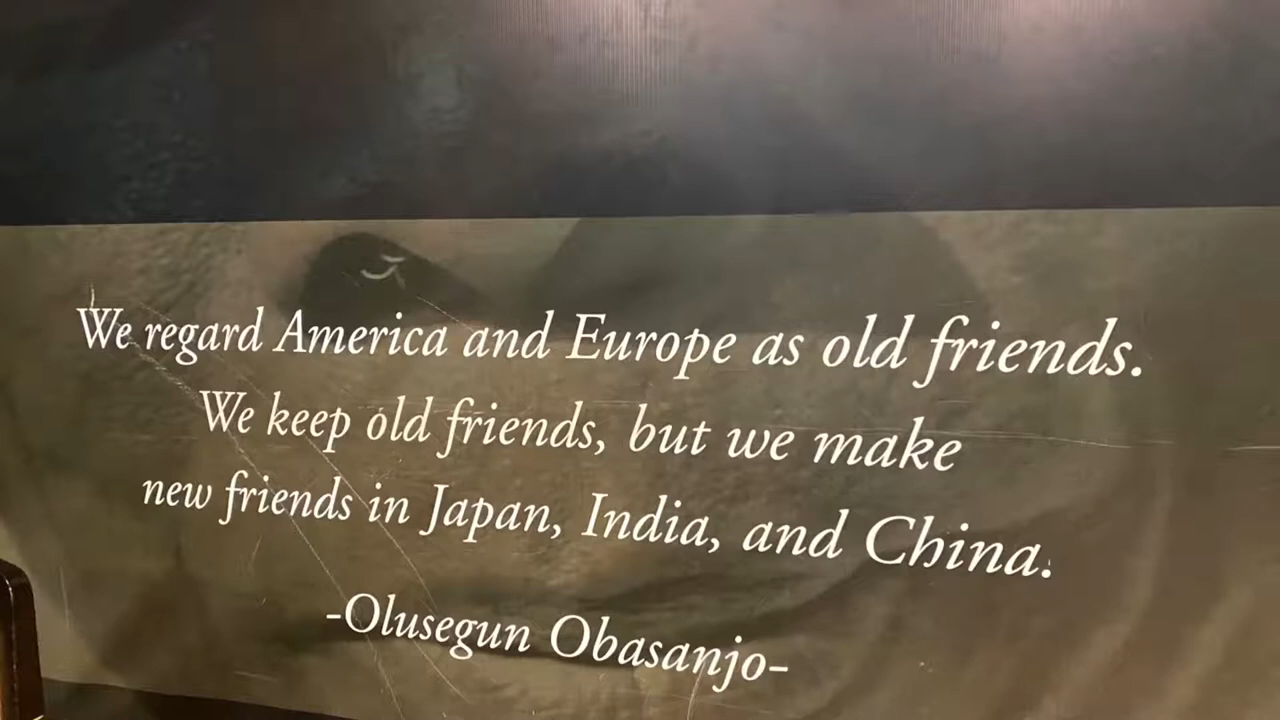 We regard America and Europe as old friends.
We keep old friends, but we make
new friends in Japan, India, and China.
-Olusegun Obasanjo-